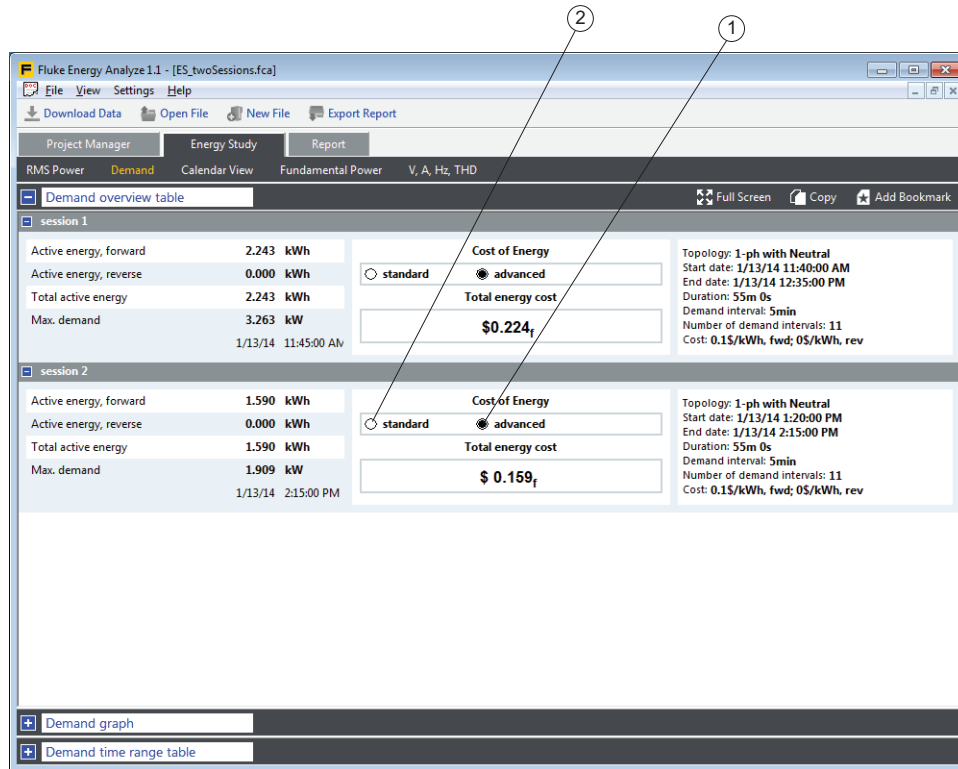 2
1
Fluke Energy Analyze 1.1 - [ES_twoSessions.fca]
File View Settings Help
Download Data Open File New File Export Report
Project Manager Energy Study Report
RMS Power Demand Calendar View Fundamental Power V, A, Hz, THD
Demand overview table Full Screen Copy Add Bookmark
session 1
Active energy, forward 2.243 kWh
Active energy, reverse 0.000 kWh
Total active energy 2.243 kWh
Max. demand 3.263 kW
1/13/14 11:45:00 AM
Cost of Energy
standard advanced
Total energy cost
$0.224f
Topology: 1-ph with Neutral
Start date: 1/13/14 11:40:00 AM
End date: 1/13/14 12:35:00 PM
Duration: 55m 0s
Demand interval: 5min
Number of demand intervals: 11
Cost: 0.1$/kWh, fwd; 0$/kWh, rev
session 2
Active energy, forward 1.590 kWh
Active energy, reverse 0.000 kWh
Total active energy 1.590 kWh
Max. demand 1.909 kW
1/13/14 2:15:00 PM
Cost of Energy
standard advanced
Total energy cost
$ 0.159f
Topology: 1-ph with Neutral
Start date: 1/13/14 1:20:00 PM
End date: 1/13/14 2:15:00 PM
Duration: 55m 0s
Demand interval: 5min
Number of demand intervals: 11
Cost: 0.1$/kWh, fwd; 0$/kWh, rev
Demand graph
Demand time range table